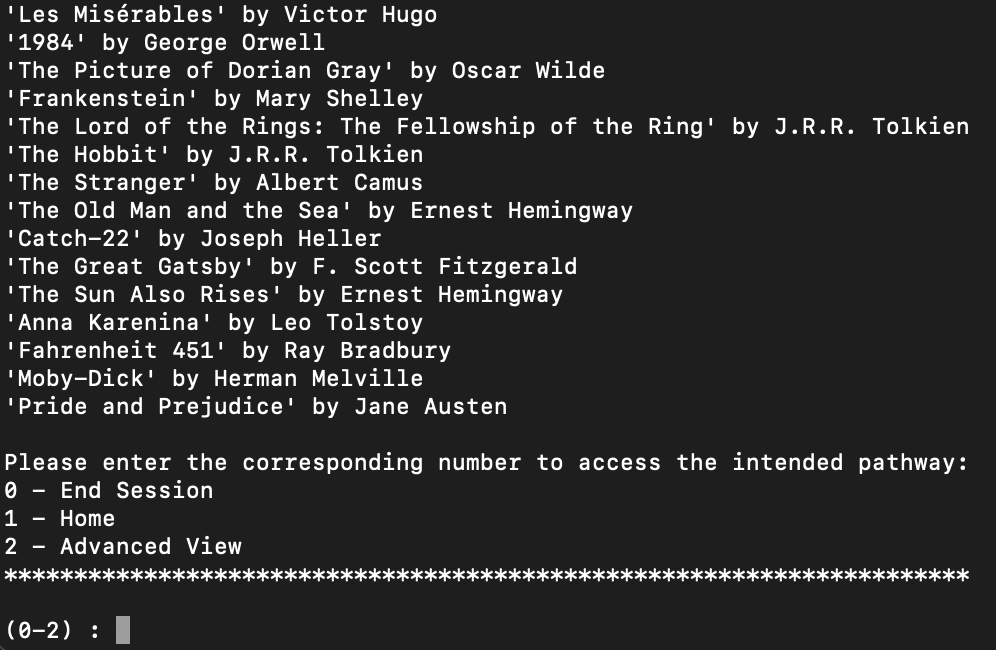 'Les Misérables' by Victor Hugo
'1984' by George Orwell
'The Picture of Dorian Gray' by Oscar Wilde
'Frankenstein' by Mary Shelley
'The Lord of the Rings: The Fellowship of the Ring' by J.R.R. Tolkien
'The Hobbit' by J.R.R. Tolkien
'The Stranger' by Albert Camus
'The Old Man and the Sea' by Ernest Hemingway
'Catch-22' by Joseph Heller
'The Great Gatsby' by F. Scott Fitzgerald
'The Sun Also Rises' by Ernest Hemingway
'Anna Karenina' by Leo Tolstoy
'Fahrenheit 451' by Ray Bradbury
'Moby-Dick' by Herman Melville
'Pride and Prejudice' by Jane Austen
Please enter the corresponding number to access the intended pathway:
0 - End Session
1 - Home
2 - Advanced View
*********************************************************************
(0-2) :